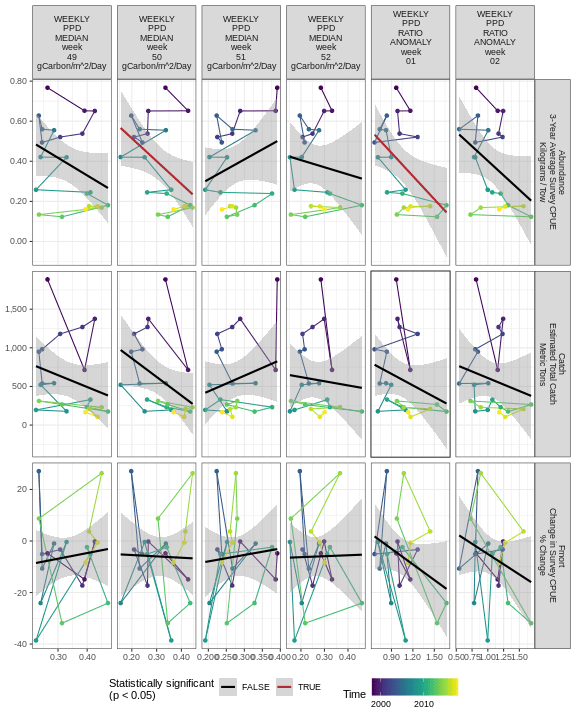 WEEKLY
PPD
MEDIAN
week
49
gCarbon/m^2/Day
WEEKLY
PPD
MEDIAN
week
50
gCarbon/m^2/Day
WEEKLY
PPD
MEDIAN
week
51
gCarbon/m^2/Day
WEEKLY
PPD
MEDIAN
week
52
gCarbon/m^2/Day
WEEKLY
PPD
RATIO
ANOMALY
week
01
WEEKLY
PPD
RATIO
ANOMALY
week
02
0.80
0.60
0.40
0.20
0.00
Abundance
3-Year Average Survey CPUE
Kilograms / Tow
1,500
1,000
500
0
Catch
Estimated Total Catch
Metric Tons
20
0
-20
-40
Fmort
Change in Survey CPUE
% Change
0.30 0.40
0.20 0.30 0.40
0.200 0.250 0.300 0.350 0.400
0.20 0.30 0.40
0.90 1.20 1.50
0.50 0.75 1.00 1.25 1.50
Statistically significant
(p < 0.05)
FALSE
TRUE
Time
2000 2010